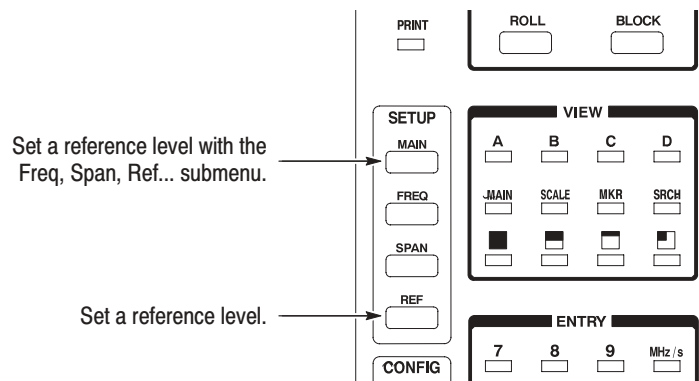 PRINT
ROLL BLOCK
SETUP
VIEW
Set a reference level with the
Freq, Span, Ref... submenu.
MAIN
A B C D
FREQ
MAIN SCALE MKR SRCH
SPAN
Set a reference level.
REF
ENTRY
CONFIG
7 8 9 MHz/s